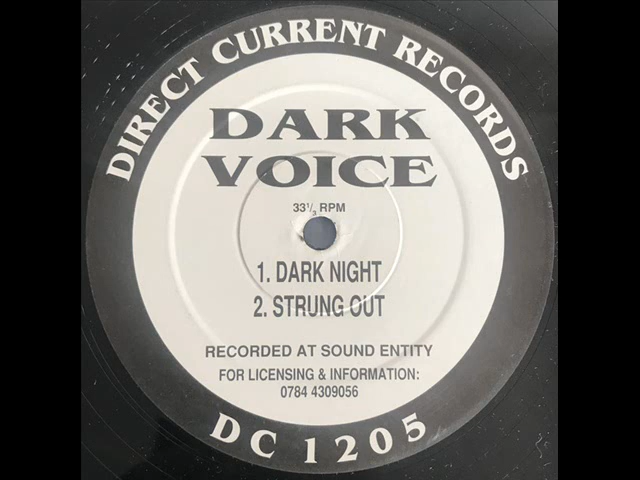 DIRECT CURRENT RECORDS
DARK
VOICE
33⅓ RPM
1. DARK NIGHT
2. STRUNG OUT
RECORDED AT SOUND ENTITY
FOR LICENSING & INFORMATION:
0784 4309056
DC 1205